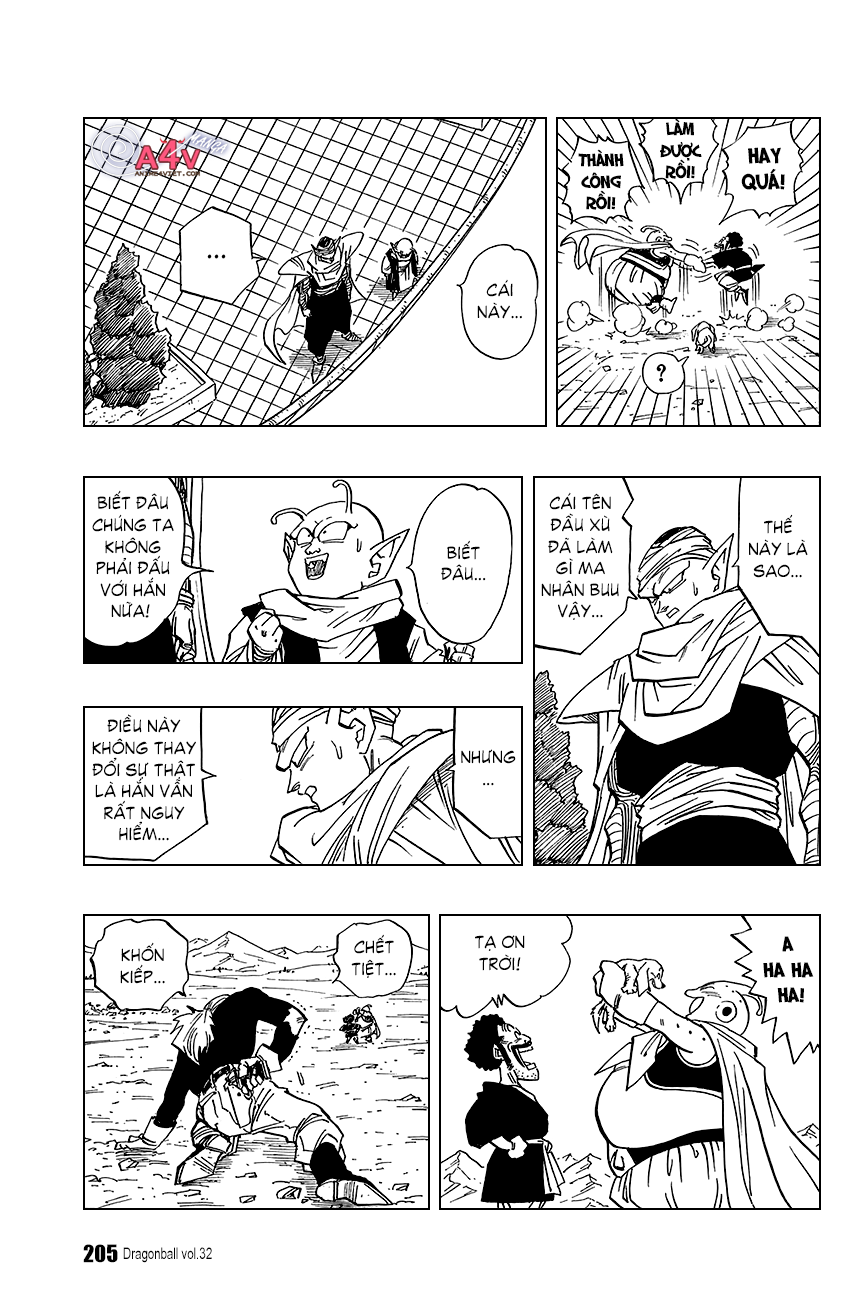 HAY
QUÁ!
LÀM
ĐƯỢC
RỒI!
THÀNH
CÔNG
RỒI!
?
CÁI
NÀY...
...
A4V
Manga
ANIME4VIET.COM
THẾ
NÀY LÀ
SAO...
CÁI TÊN
ĐẦU XÙ
ĐÃ LÀM
GÌ MA
NHÂN BUU
VẬY...
BIẾT
ĐÂU...
BIẾT ĐÂU
CHÚNG TA
KHÔNG
PHẢI ĐẤU
VỚI HẮN
NỮA!
NHƯNG
...
ĐIỀU NÀY
KHÔNG THAY
ĐỔI SỰ THẬT
LÀ HẮN VẪN
RẤT NGUY
HIỂM...
A
HA HA
HA!
TẠ ƠN
TRỜI!
CHẾT
TIỆT...
KHỐN
KIẾP...
205 Dragonball vol.32